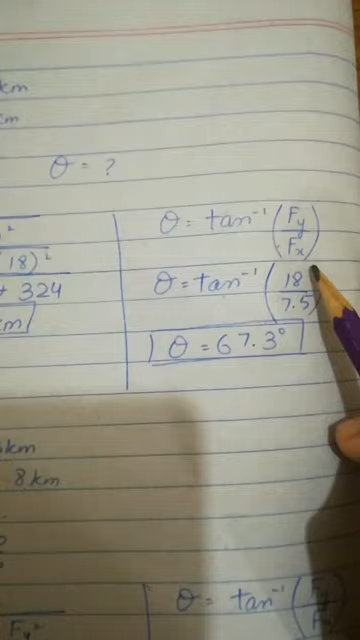 km
θ = ?
θ = tan⁻¹ (Fy/Fx)
18)²
θ = tan⁻¹ (18/7.5)
324
θ = 67.3°
km
8 km
θ = tan⁻¹